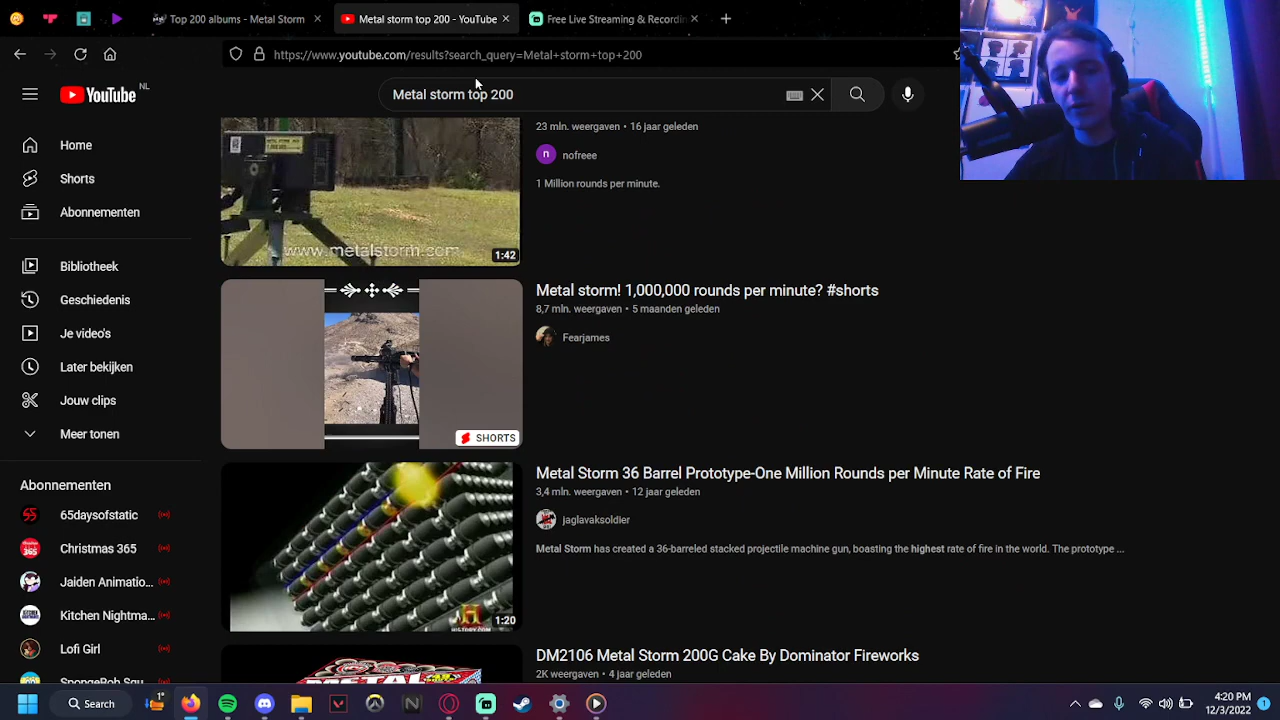 Top 200 albums - Metal Storm
Metal storm top 200 - YouTube
Free Live Streaming & Recordin
https://www.youtube.com/results?search_query=Metal+storm+top+200
YouTube NL
Metal storm top 200
Home
Shorts
Abonnementen
Bibliotheek
Geschiedenis
Je video's
Later bekijken
Jouw clips
Meer tonen
Abonnementen
65daysofstatic
Christmas 365
Jaiden Animatio...
Kitchen Nightma...
Lofi Girl
SpongeBob Squ
23 mln. weergaven • 16 jaar geleden
n nofreee
1 Million rounds per minute.
www.metalstorm.com
1:42
Metal storm! 1,000,000 rounds per minute? #shorts
8,7 mln. weergaven • 5 maanden geleden
Fearjames
SHORTS
Metal Storm 36 Barrel Prototype-One Million Rounds per Minute Rate of Fire
3,4 mln. weergaven • 12 jaar geleden
jaglavaksoldier
Metal Storm has created a 36-barreled stacked projectile machine gun, boasting the highest rate of fire in the world. The prototype ...
H
HISTORY.COM
1:20
DM2106 Metal Storm 200G Cake By Dominator Fireworks
2K weergaven • 4 jaar geleden
Search
1°
4:20 PM
12/3/2022
1